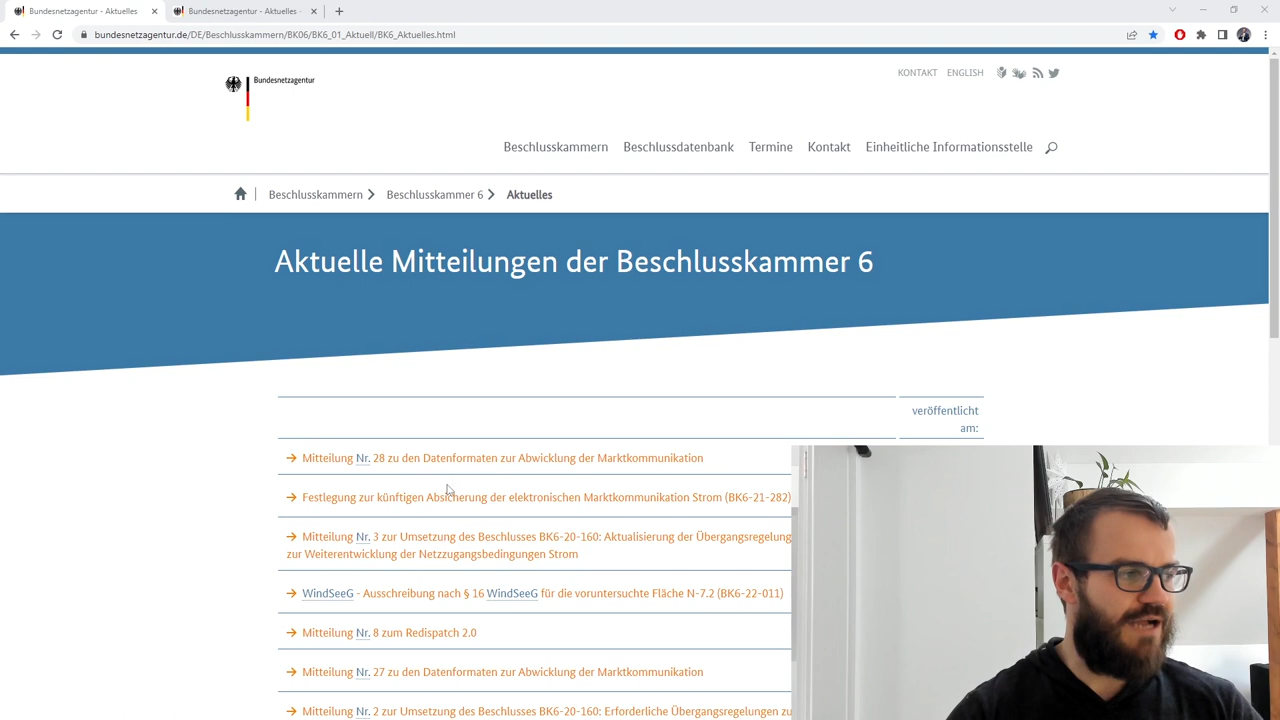 Bundesnetzagentur - Aktuelles
Bundesnetzagentur - Aktuelles -
bundesnetzagentur.de/DE/Beschlusskammern/BK06/BK6_01_Aktuell/BK6_Aktuelles.html
Bundesnetzagentur
KONTAKT ENGLISH
Beschlusskammern Beschlussdatenbank Termine Kontakt Einheitliche Informationsstelle
Beschlusskammern Beschlusskammer 6 Aktuelles
Aktuelle Mitteilungen der Beschlusskammer 6
veröffentlicht
am:
Mitteilung Nr. 28 zu den Datenformaten zur Abwicklung der Marktkommunikation
Festlegung zur künftigen Absicherung der elektronischen Marktkommunikation Strom (BK6-21-282)
Mitteilung Nr. 3 zur Umsetzung des Beschlusses BK6-20-160: Aktualisierung der Übergangsregelung
zur Weiterentwicklung der Netzzugangsbedingungen Strom
WindSeeG - Ausschreibung nach § 16 WindSeeG für die voruntersuchte Fläche N-7.2 (BK6-22-011)
Mitteilung Nr. 8 zum Redispatch 2.0
Mitteilung Nr. 27 zu den Datenformaten zur Abwicklung der Marktkommunikation
Mitteilung Nr. 2 zur Umsetzung des Beschlusses BK6-20-160: Erforderliche Übergangsregelungen zu